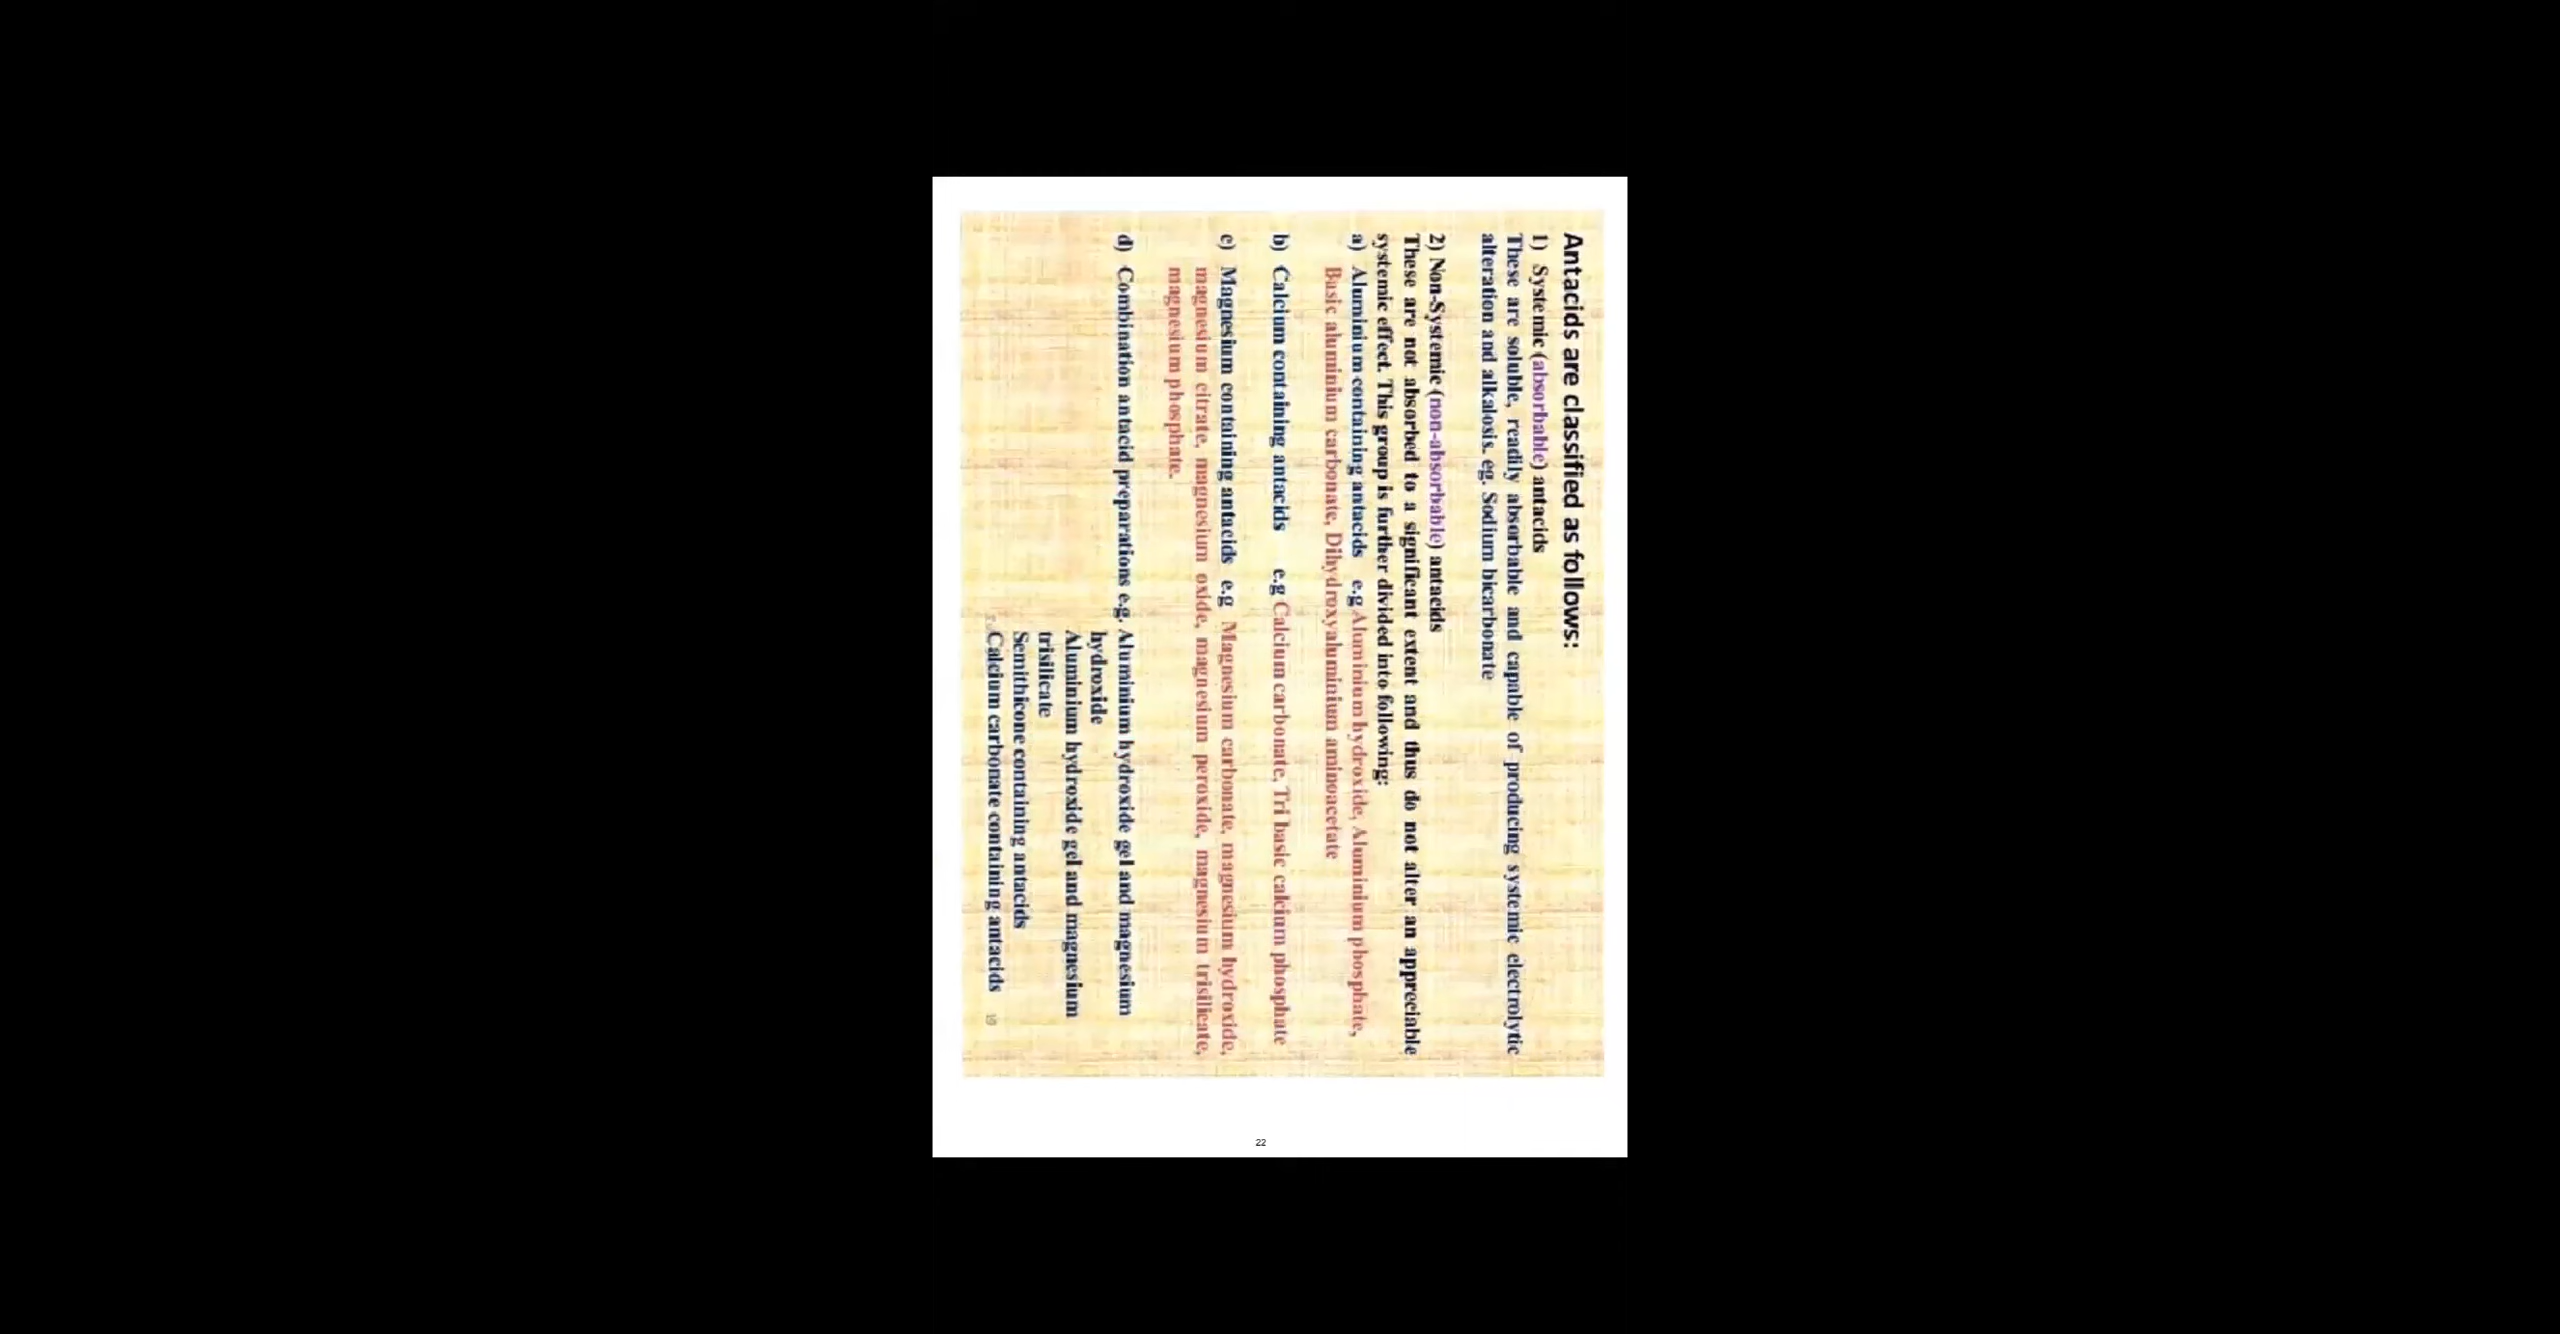 Antacids are classified as follows:
1) Systemic (absorbable) antacids
These are soluble, readily absorbable and capable of producing systemic electrolytic
alteration and alkalosis. eg. Sodium bicarbonate
2) Non-Systemic (non-absorbable) antacids
These are not absorbed to a significant extent and thus do not alter an appreciable
systemic effect. This group is further divided into following:
a) Aluminium containing antacids e.g Aluminium hydroxide, Aluminium phosphate,
Basic aluminium carbonate, Dihydroxyaluminium aminoacetate
b) Calcium containing antacids e.g Calcium carbonate, Tri basic calcium phosphate
c) Magnesium containing antacids e.g Magnesium carbonate, magnesium hydroxide,
magnesium citrate, magnesium oxide, magnesium peroxide, magnesium trisilicate,
magnesium phosphate.
d) Combination antacid preparations e.g. Aluminium hydroxide gel and magnesium
hydroxide
Aluminium hydroxide gel and magnesium
trisilicate
Semithicone containing antacids
Calcium carbonate containing antacids
22